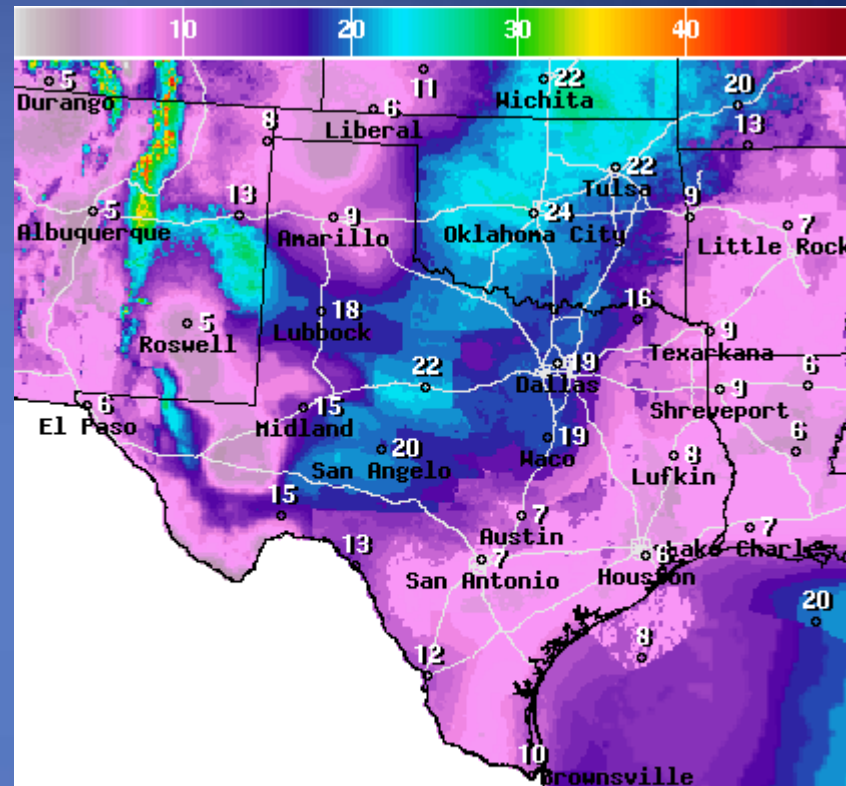 10 20 30 40
5 11 22 20
Durango Wichita
6
Liberal
8 13
22
Tulsa
5 13 9 24 9 7
Albuquerque Amarillo Oklahoma City Little Rock
18 16
5 Lubbock
Roswell 9
Texarkana
22 19
Dallas
9 6
Shreveport
6 15
El Paso Midland
19
20 Waco 8 6
San Angelo Lufkin
15 7 7
Austin
13 7 6 Lake Charles
San Antonio Houston
20
8
12
10
Brownsville